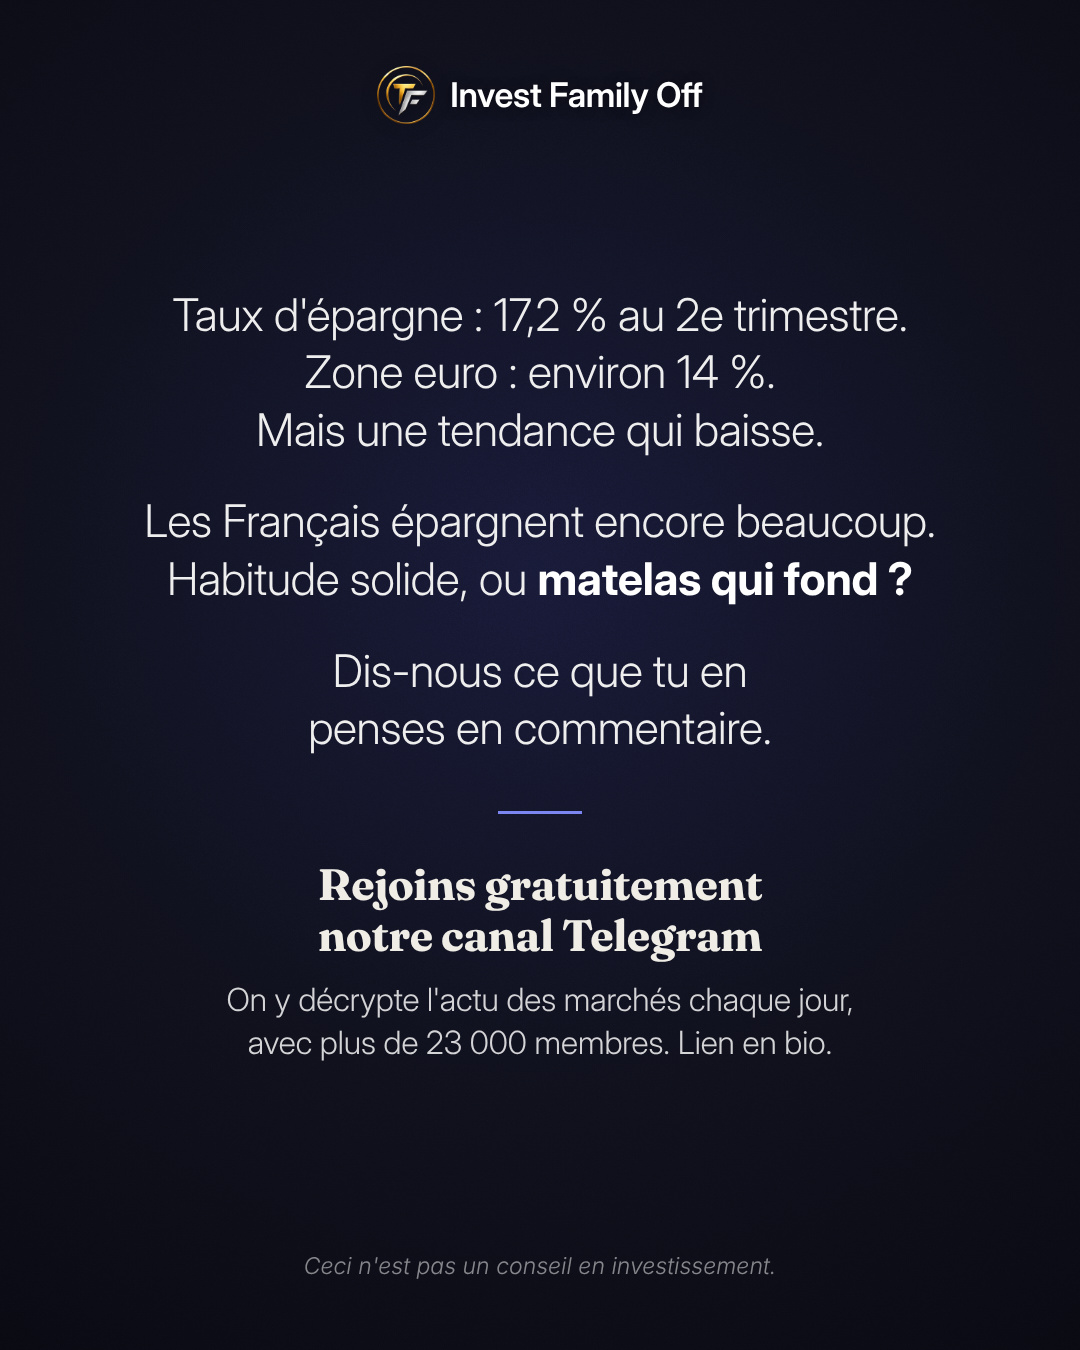 TF Invest Family Off
Taux d'épargne : 17,2 % au 2e trimestre.
Zone euro : environ 14 %.
Mais une tendance qui baisse.
Les Français épargnent encore beaucoup.
Habitude solide, ou matelas qui fond ?
Dis-nous ce que tu en
penses en commentaire.
Rejoins gratuitement
notre canal Telegram
On y décrypte l'actu des marchés chaque jour,
avec plus de 23 000 membres. Lien en bio.
Ceci n'est pas un conseil en investissement.